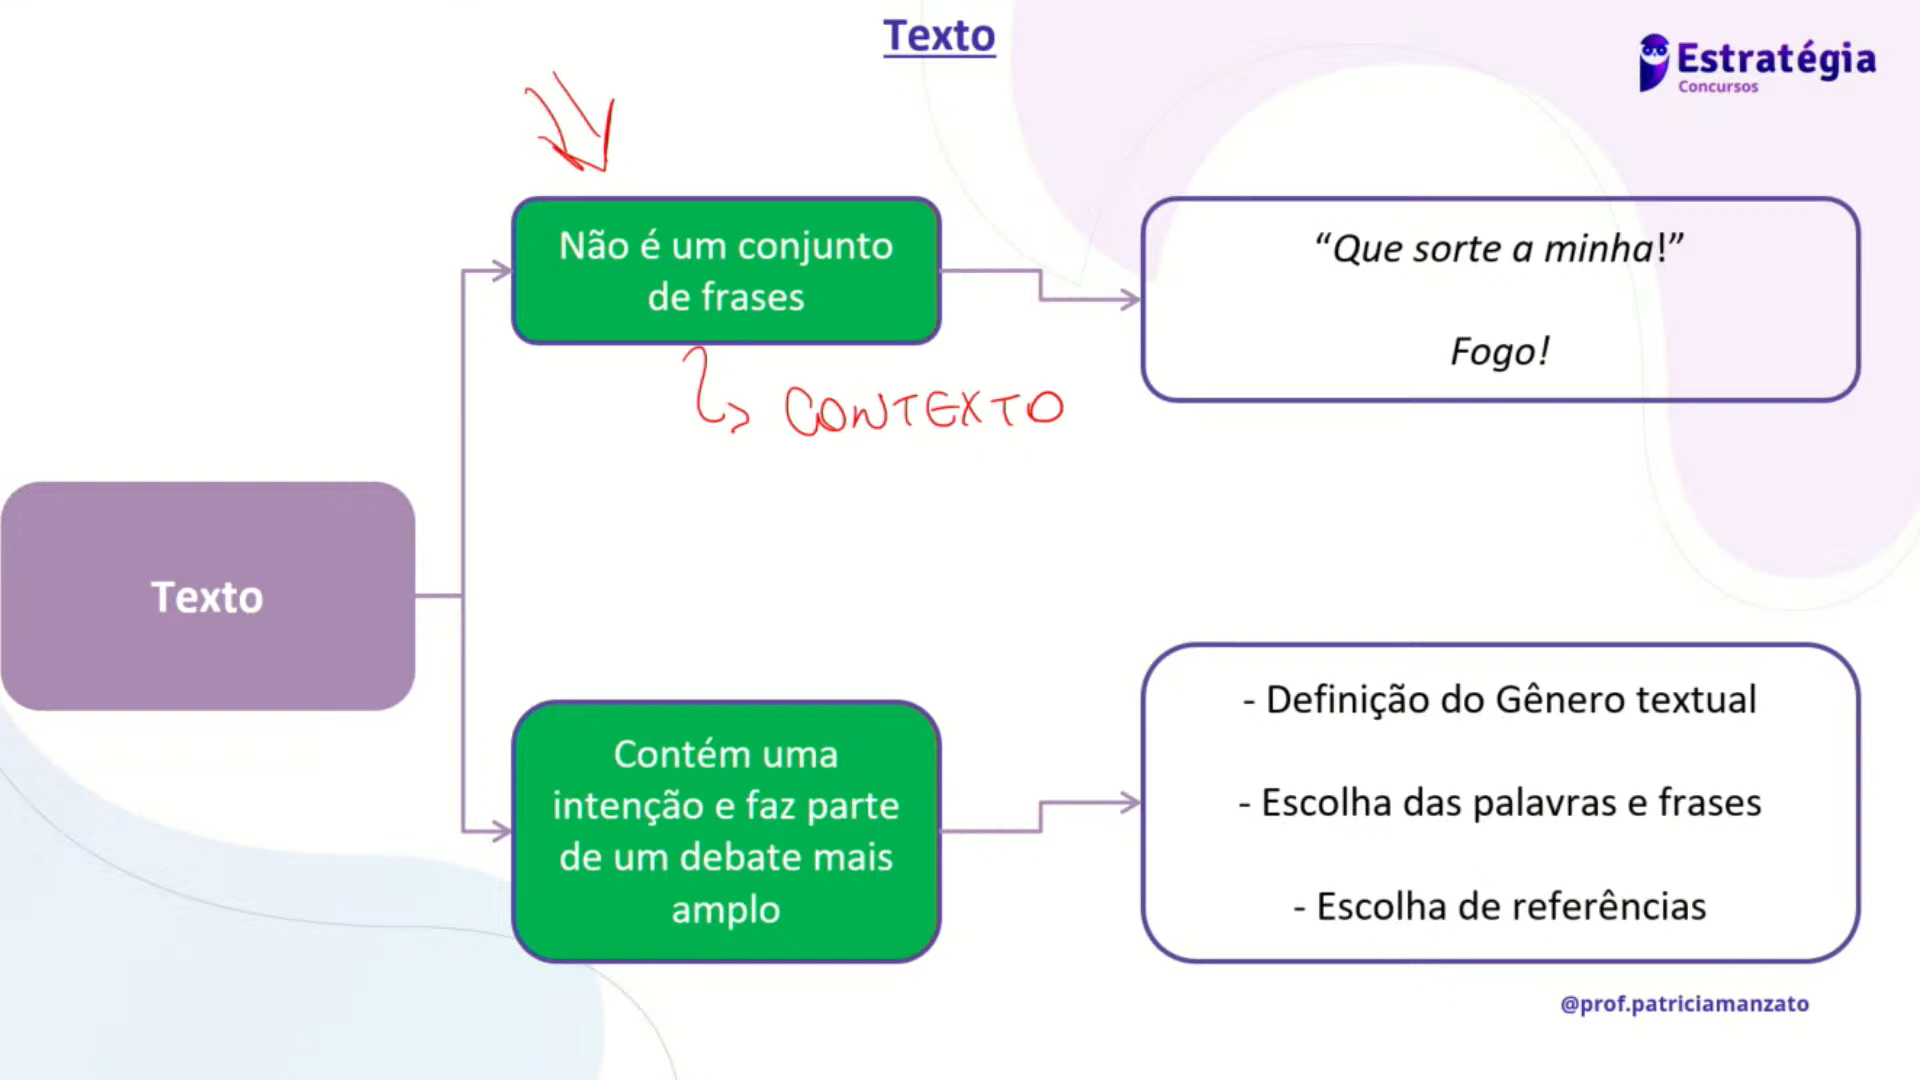 Texto
Estratégia
Concursos
Não é um conjunto
de frases
“Que sorte a minha!”
Fogo!
CONTEXTO
Texto
Contém uma
intenção e faz parte
de um debate mais
amplo
- Definição do Gênero textual
- Escolha das palavras e frases
- Escolha de referências
@prof.patriciamanzato